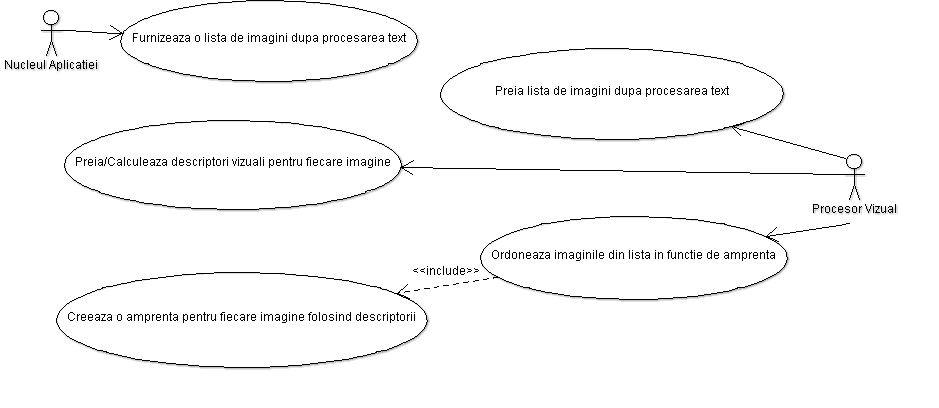 Furnizeaza o lista de imagini dupa procesarea text
Nucleul Aplicatiei
Preia lista de imagini dupa procesarea text
Preia/Calculeaza descriptori vizuali pentru fiecare imagine
Procesor Vizual
Ordoneaza imaginile din lista in functie de amprenta
<<include>>
Creeaza o amprenta pentru fiecare imagine folosind descriptorii